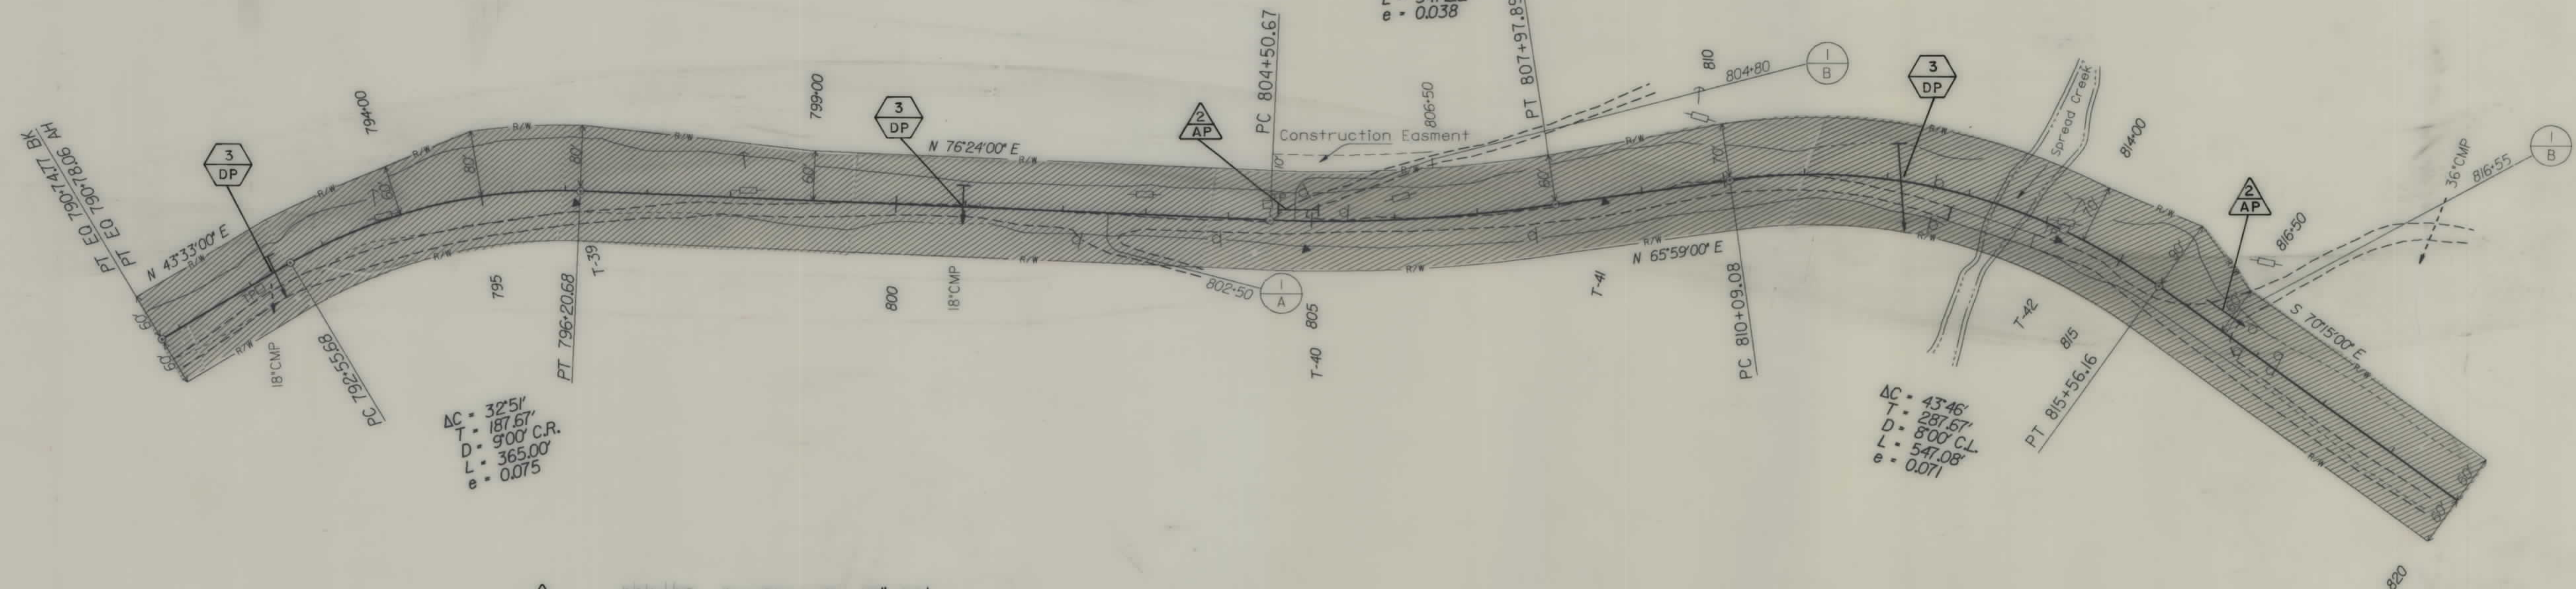 PT EQ 790+74.77 BK
PT EQ 790+78.06 AH
N 43°33'00" E
R/W
60'
60'
3
DP
18"CMP
PC 792+55.68
794+00
80'
80'
795
PT 796+20.68
T-39
ΔC = 32°51'
T = 187.67'
D = 9°00' C.R.
L = 365.00'
e = 0.075
799+00
60'
3
DP
800
18"CMP
N 76°24'00" E
2
AP
802+50
1
A
PC 804+50.67
10'
Construction Easment
T-40
805
e = 0.038
806+50
PT 807+97.89
80'
804+80
1
B
T-41
N 65°59'00" E
810
70'
PC 810+09.08
3
DP
Spread Creek
814+00
70'
T-42
815
PT 815+56.16
ΔC = 43°46'
T = 287.67'
D = 8°00' C.L.
L = 547.08'
e = 0.071
90'
2
AP
816+50
36"CMP
816+55
1
B
S 70°15'00" E
R/W
820